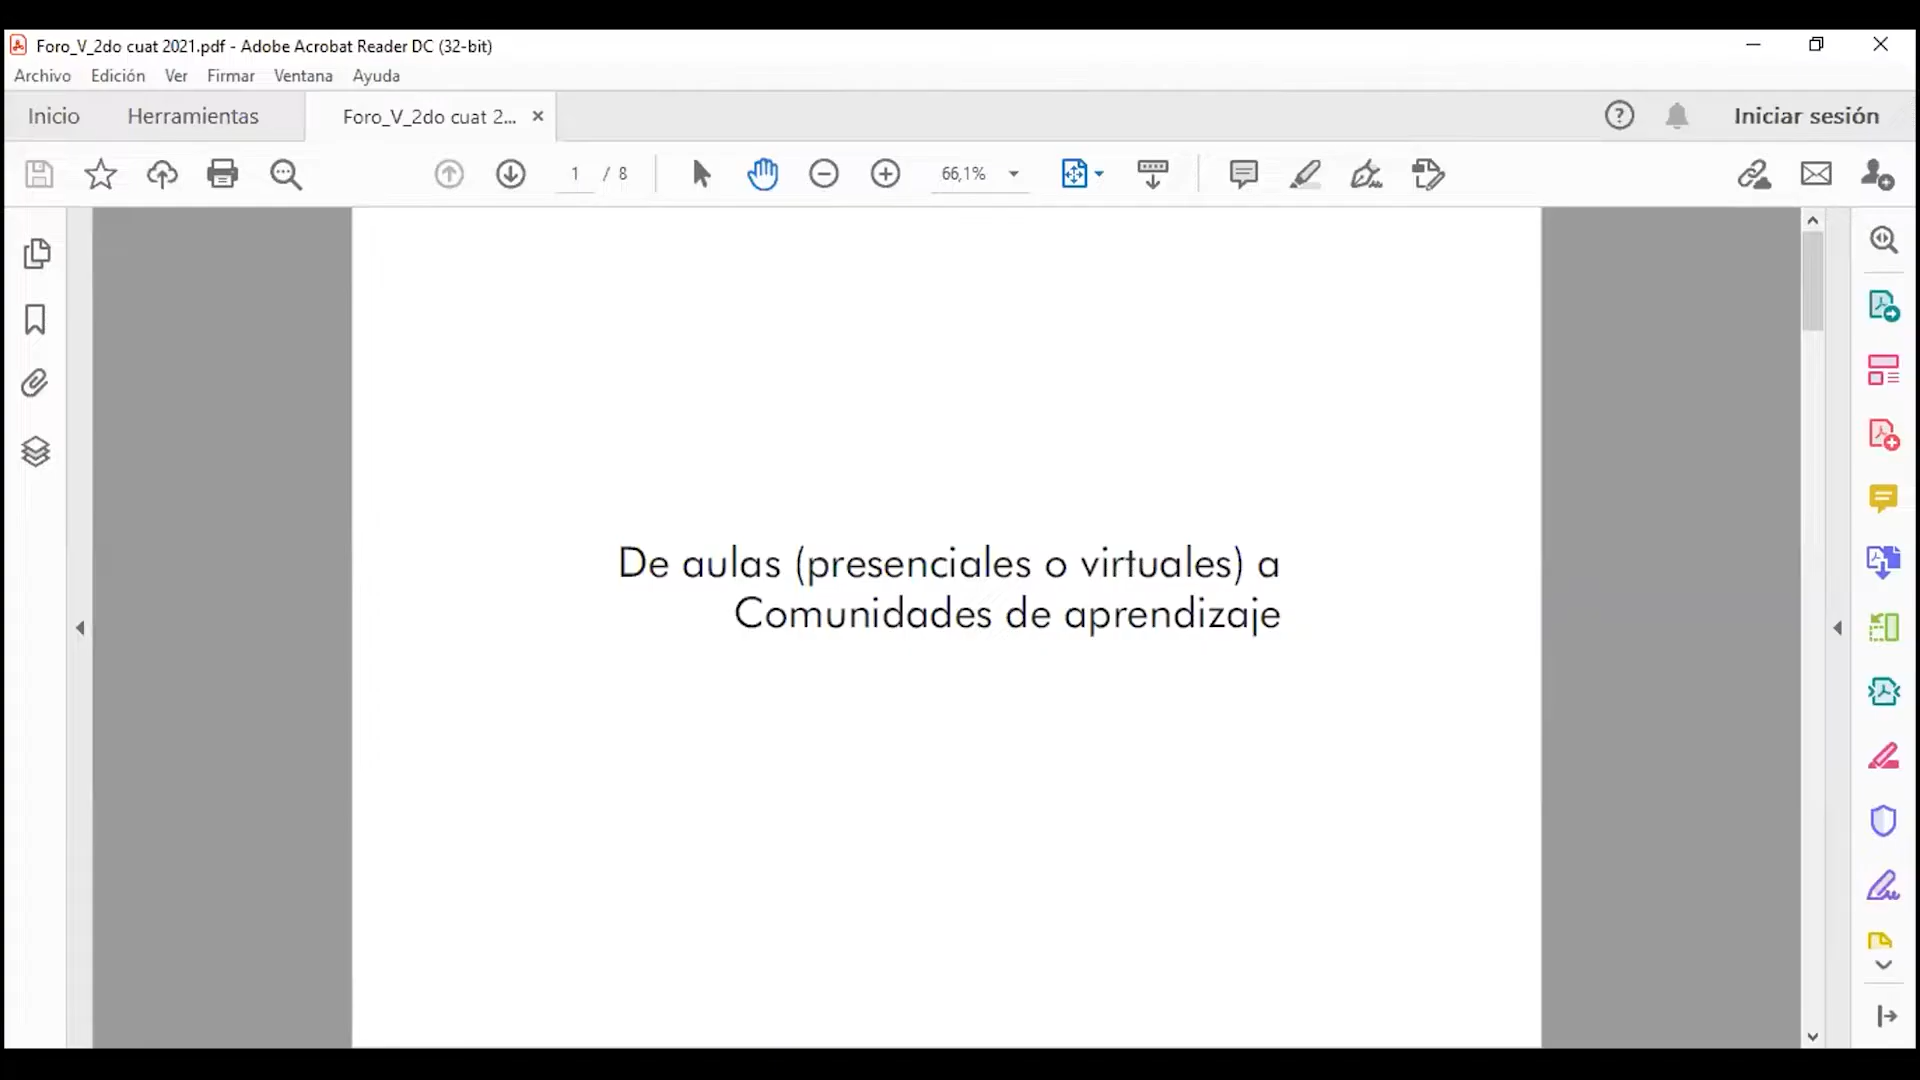 Foro_V_2do cuat 2021.pdf - Adobe Acrobat Reader DC (32-bit)
Archivo Edición Ver Firmar Ventana Ayuda
Inicio Herramientas Foro_V_2do cuat 2... × Iniciar sesión
1 / 8 66,1%
De aulas (presenciales o virtuales) a
Comunidades de aprendizaje